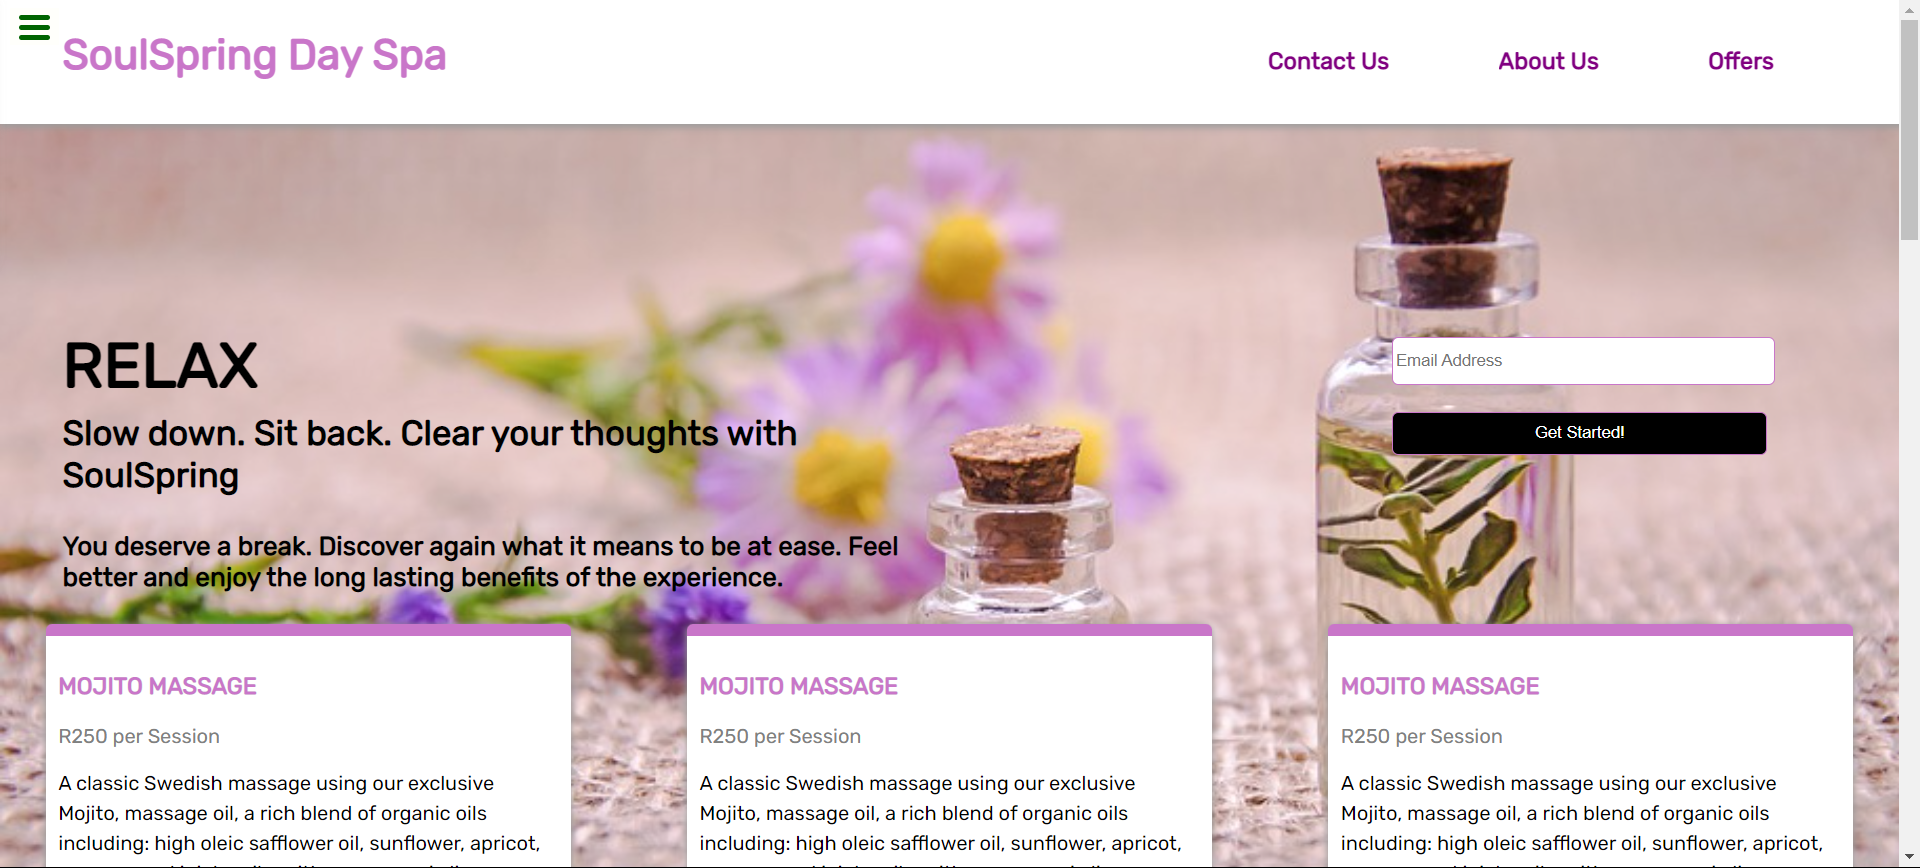 SoulSpring Day Spa
Contact Us
About Us
Offers
RELAX
Slow down. Sit back. Clear your thoughts with
SoulSpring
You deserve a break. Discover again what it means to be at ease. Feel
better and enjoy the long lasting benefits of the experience.
Email Address
Get Started!
MOJITO MASSAGE
R250 per Session
A classic Swedish massage using our exclusive
Mojito, massage oil, a rich blend of organic oils
including: high oleic safflower oil, sunflower, apricot,
MOJITO MASSAGE
R250 per Session
A classic Swedish massage using our exclusive
Mojito, massage oil, a rich blend of organic oils
including: high oleic safflower oil, sunflower, apricot,
MOJITO MASSAGE
R250 per Session
A classic Swedish massage using our exclusive
Mojito, massage oil, a rich blend of organic oils
including: high oleic safflower oil, sunflower, apricot,